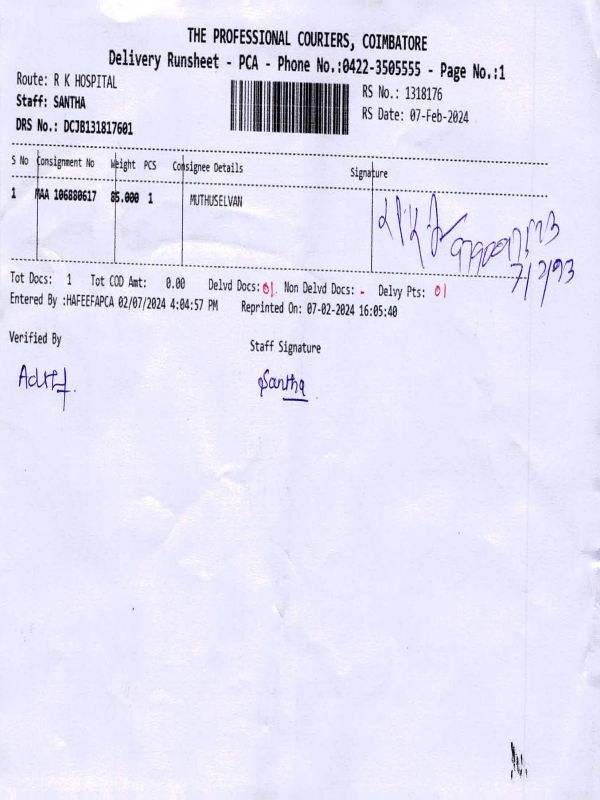 THE PROFESSIONAL COURIERS, COIMBATORE
Delivery Runsheet - PCA - Phone No.:0422-3505555 - Page No.:1
Route: R K HOSPITAL
RS No.: 1318176
Staff: SANTHA
RS Date: 07-Feb-2024
DRS No.: DCJB131817601
S No Consignment No Weight PCS Consignee Details Signature
1 MAA 106880617 85.000 1 MUTHUSELVAN
Tot Docs: 1 Tot COD Amt: 0.00 Delvd Docs: 01 Non Delvd Docs: - Delvy Pts: 01
Entered By :HAFEEFAPCA 02/07/2024 4:04:57 PM Reprinted On: 07-02-2024 16:05:40
Verified By
Staff Signature
Santha